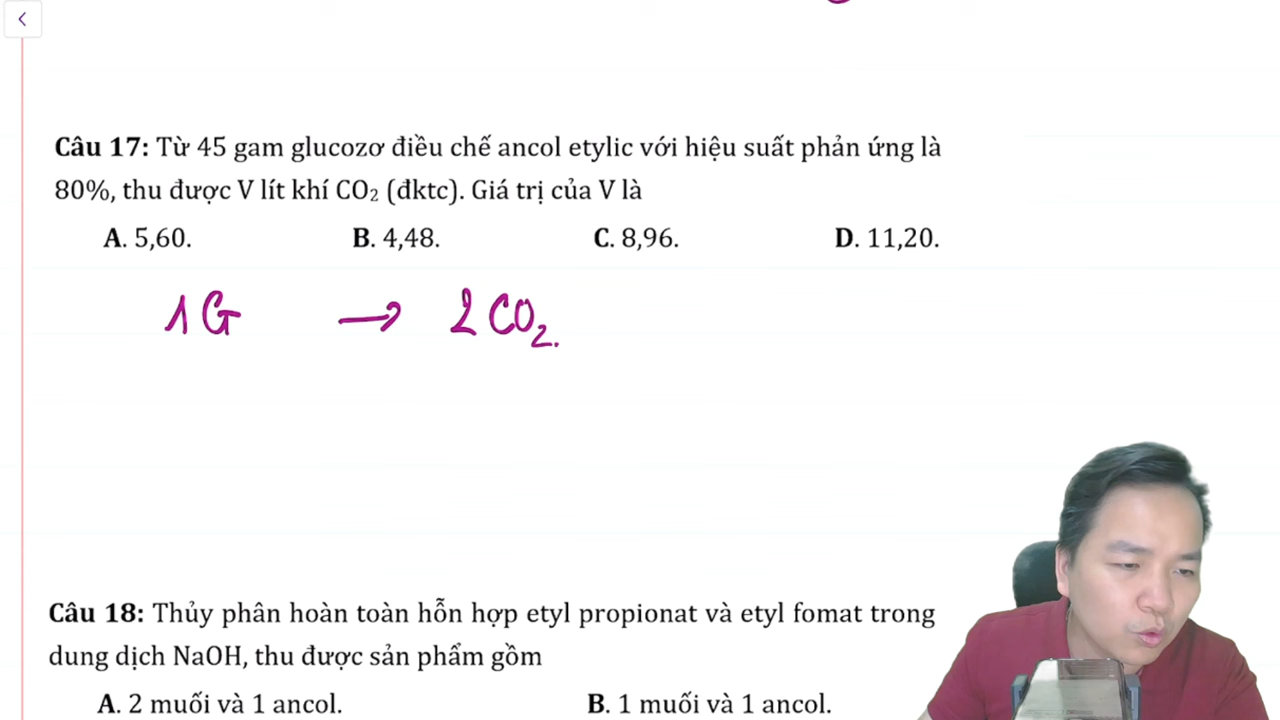 Câu 17: Từ 45 gam glucozơ điều chế ancol etylic với hiệu suất phản ứng là
80%, thu được V lít khí CO₂ (đktc). Giá trị của V là
A. 5,60. B. 4,48. C. 8,96. D. 11,20.
1G → 2CO₂.
Câu 18: Thủy phân hoàn toàn hỗn hợp etyl propionat và etyl fomat trong
dung dịch NaOH, thu được sản phẩm gồm
A. 2 muối và 1 ancol. B. 1 muối và 1 ancol.